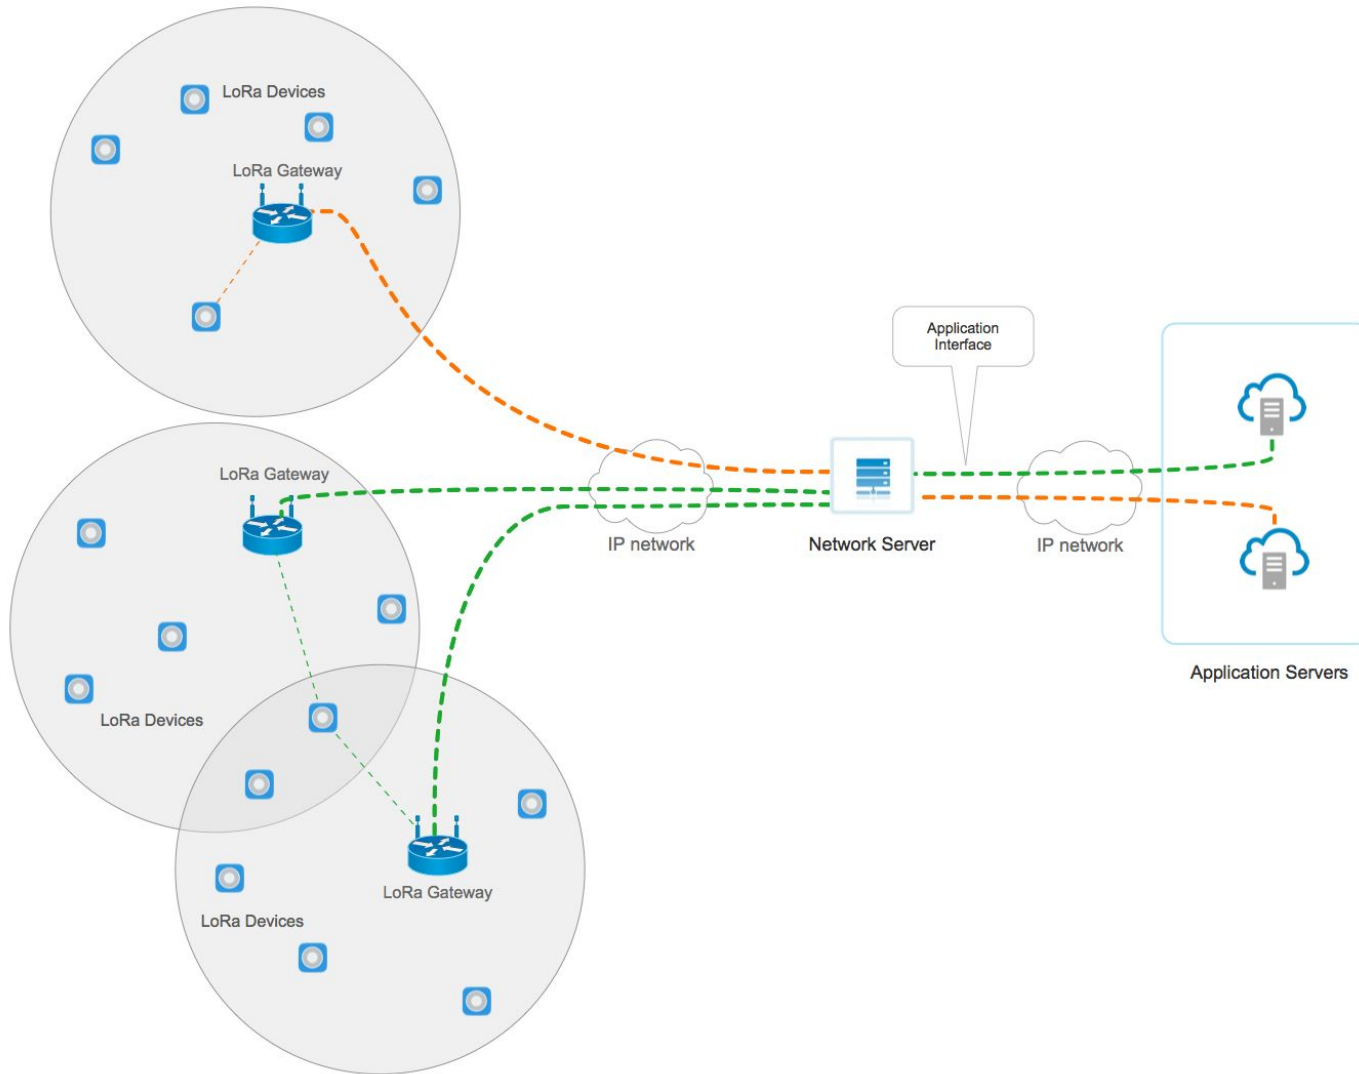 LoRa Devices
LoRa Gateway
Application
Interface
LoRa Gateway
IP network
Network Server
IP network
Application Servers
LoRa Devices
LoRa Gateway
LoRa Devices